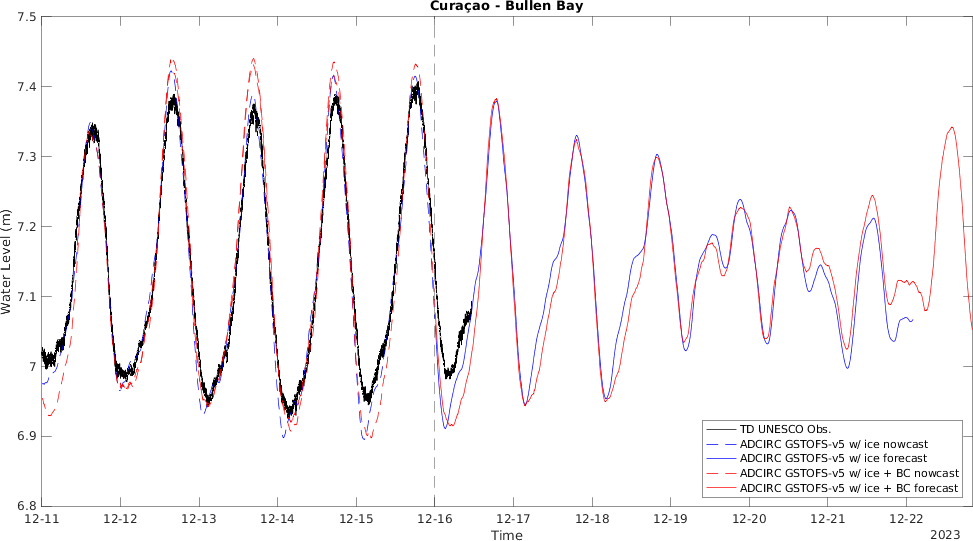 Curaçao - Bullen Bay
Water Level (m)
7.5
7.4
7.3
7.2
7.1
7
6.9
6.8
TD UNESCO Obs.
ADCIRC GSTOFS-v5 w/ ice nowcast
ADCIRC GSTOFS-v5 w/ ice forecast
ADCIRC GSTOFS-v5 w/ ice + BC nowcast
ADCIRC GSTOFS-v5 w/ ice + BC forecast
12-11 12-12 12-13 12-14 12-15 12-16 12-17 12-18 12-19 12-20 12-21 12-22
Time
2023